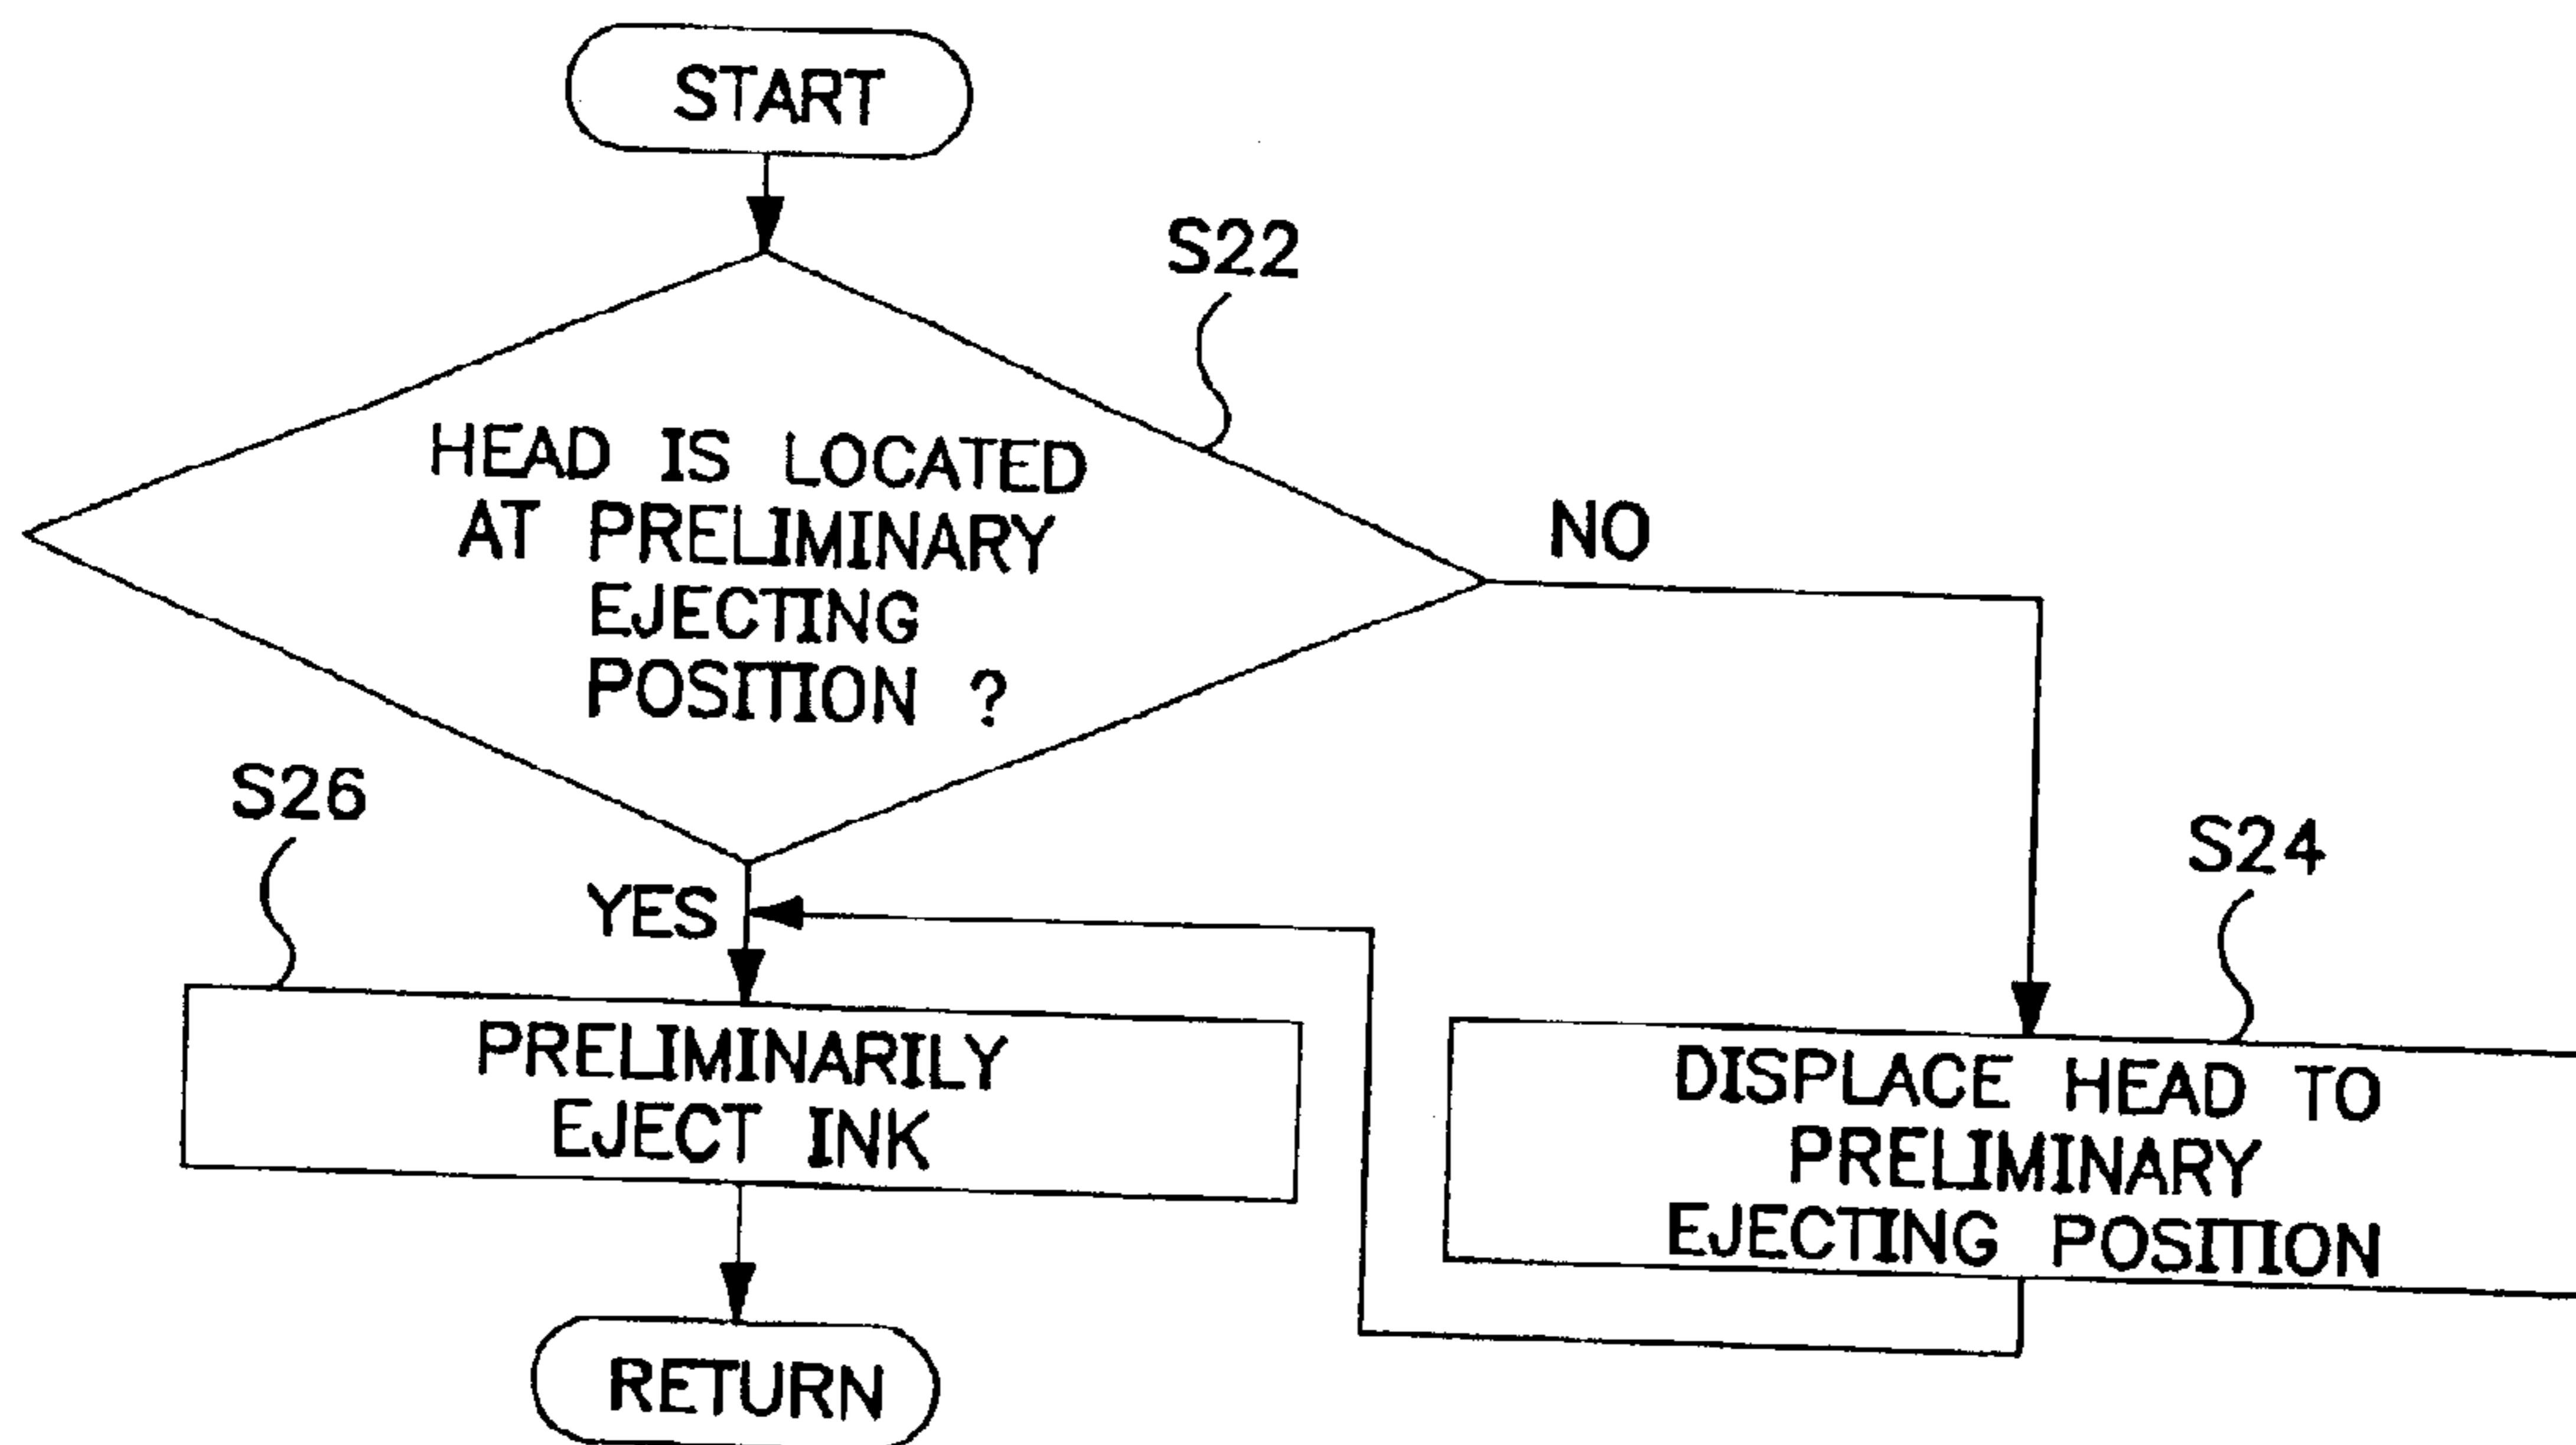 START
S22
HEAD IS LOCATED
AT PRELIMINARY
EJECTING
POSITION ?
NO
YES
S26
PRELIMINARILY
EJECT INK
S24
DISPLACE HEAD TO
PRELIMINARY
EJECTING POSITION
RETURN